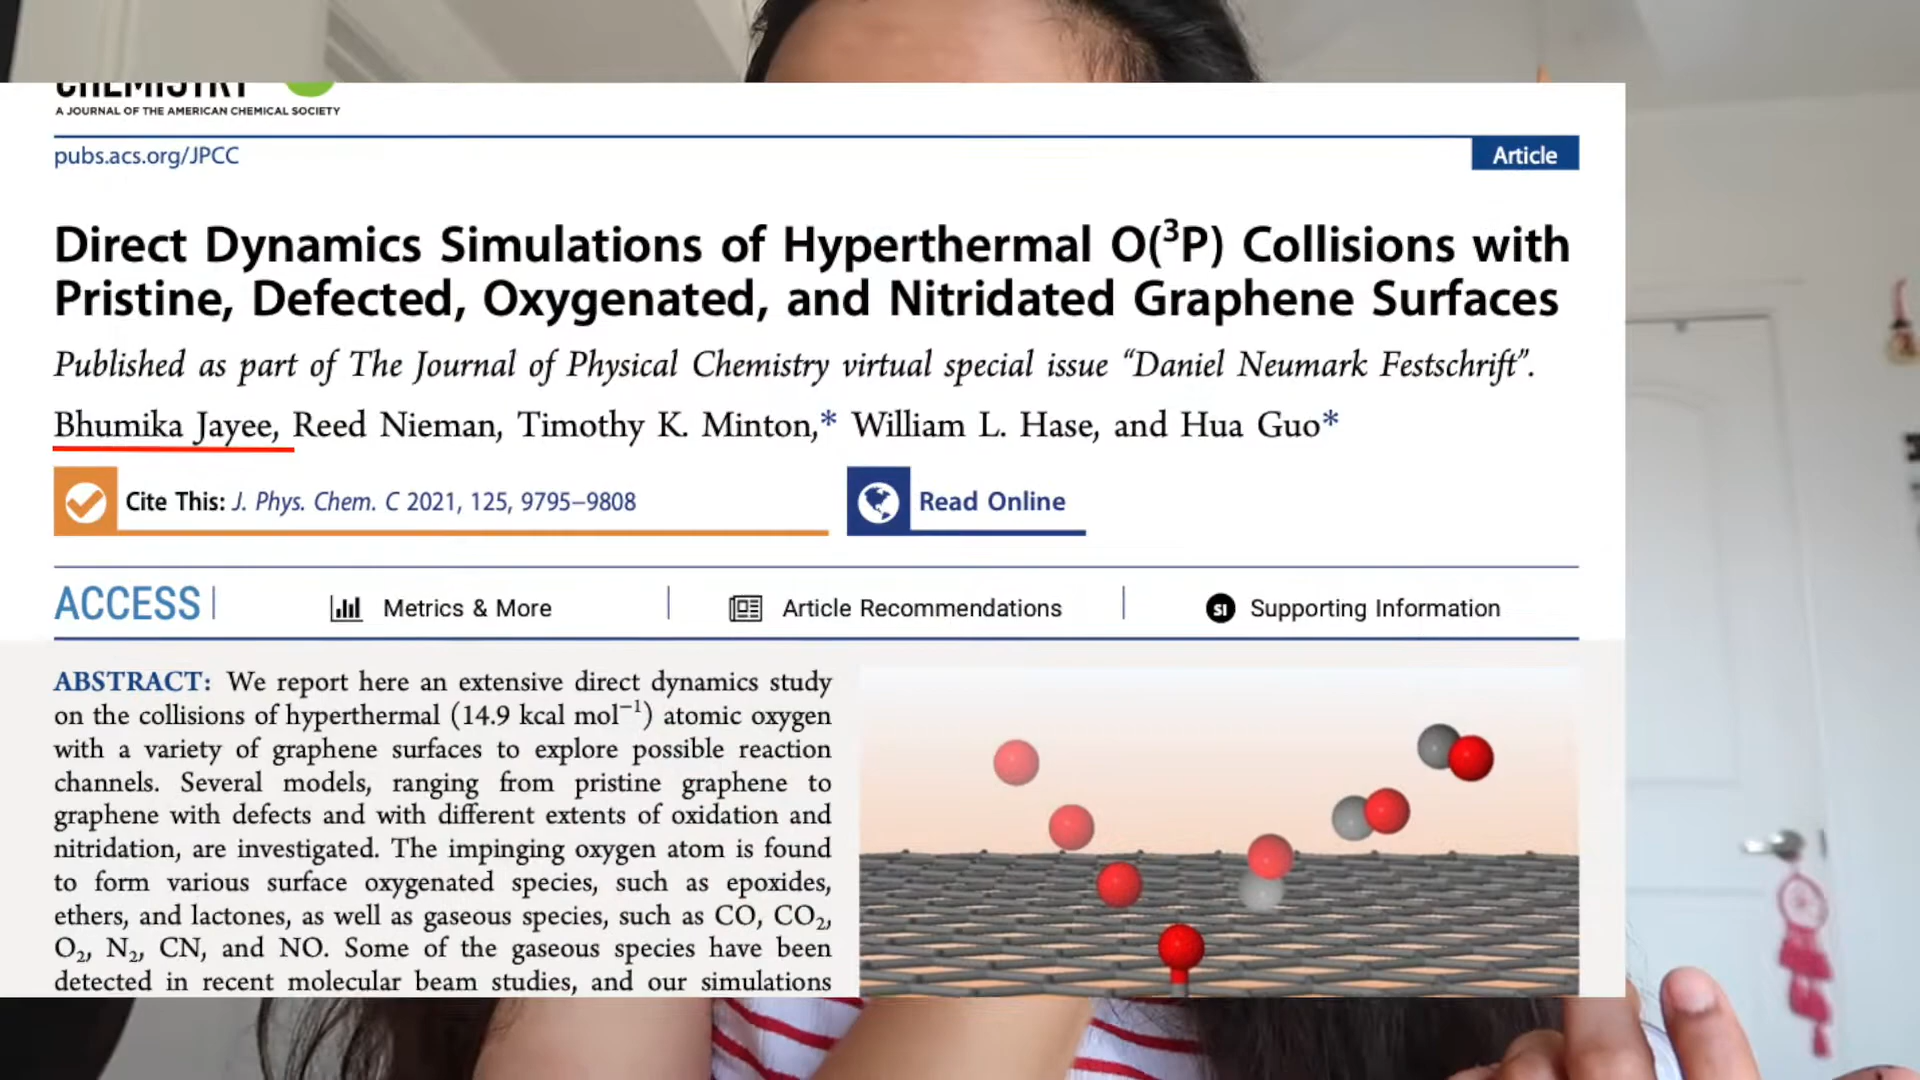 CHEMISTRY
A JOURNAL OF THE AMERICAN CHEMICAL SOCIETY
pubs.acs.org/JPCC
Article
Direct Dynamics Simulations of Hyperthermal O(³P) Collisions with
Pristine, Defected, Oxygenated, and Nitridated Graphene Surfaces
Published as part of The Journal of Physical Chemistry virtual special issue “Daniel Neumark Festschrift”.
Bhumika Jayee, Reed Nieman, Timothy K. Minton,* William L. Hase, and Hua Guo*
Cite This: J. Phys. Chem. C 2021, 125, 9795–9808
Read Online
ACCESS
Metrics & More
Article Recommendations
SI Supporting Information
ABSTRACT: We report here an extensive direct dynamics study
on the collisions of hyperthermal (14.9 kcal mol⁻¹) atomic oxygen
with a variety of graphene surfaces to explore possible reaction
channels. Several models, ranging from pristine graphene to
graphene with defects and with different extents of oxidation and
nitridation, are investigated. The impinging oxygen atom is found
to form various surface oxygenated species, such as epoxides,
ethers, and lactones, as well as gaseous species, such as CO, CO₂,
O₂, N₂, CN, and NO. Some of the gaseous species have been
detected in recent molecular beam studies, and our simulations